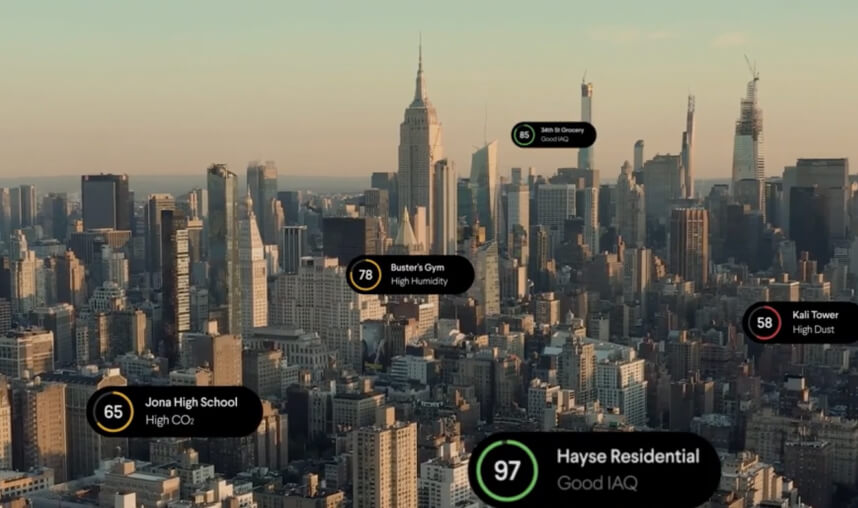 85
34th St Grocery
Good IAQ
78
Buster's Gym
High Humidity
58
Kali Tower
High Dust
65
Jona High School
High CO₂
97
Hayse Residential
Good IAQ